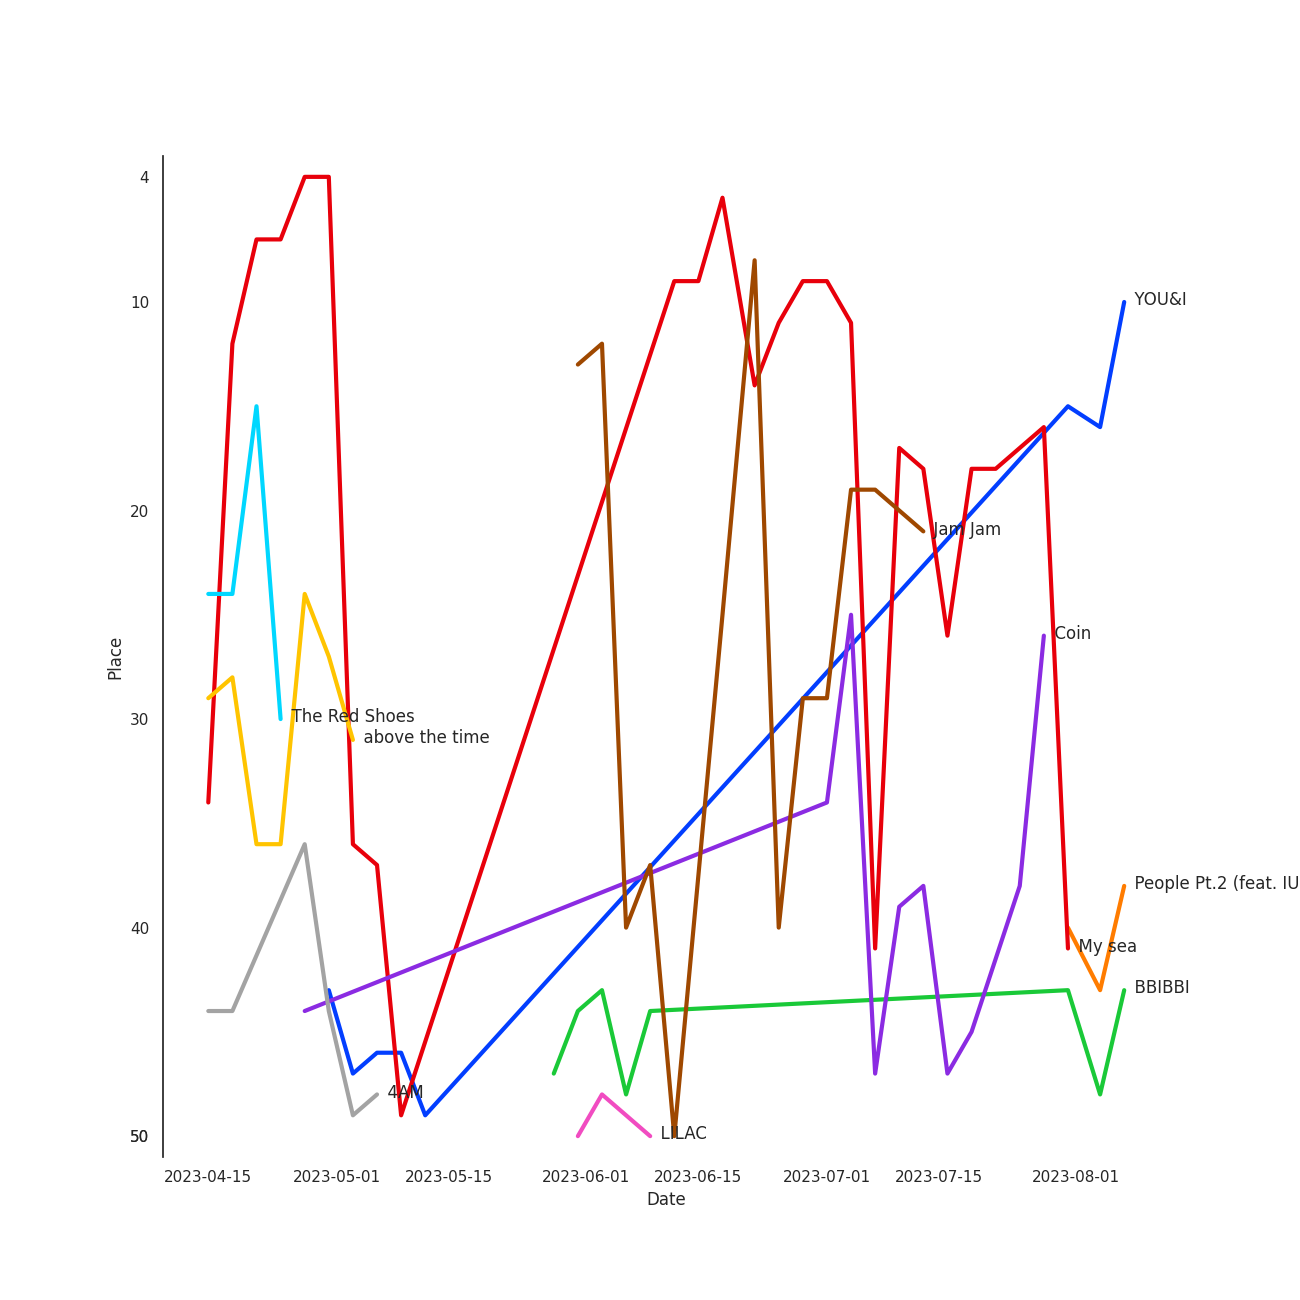 4
10
YOU&I
20
Jam Jam
Place
30
Coin
The Red Shoes
above the time
People Pt.2 (feat. IU
40
My sea
BBIBBI
4AM
50
LILAC
2023-04-15 2023-05-01 2023-05-15 2023-06-01 2023-06-15 2023-07-01 2023-07-15 2023-08-01
Date